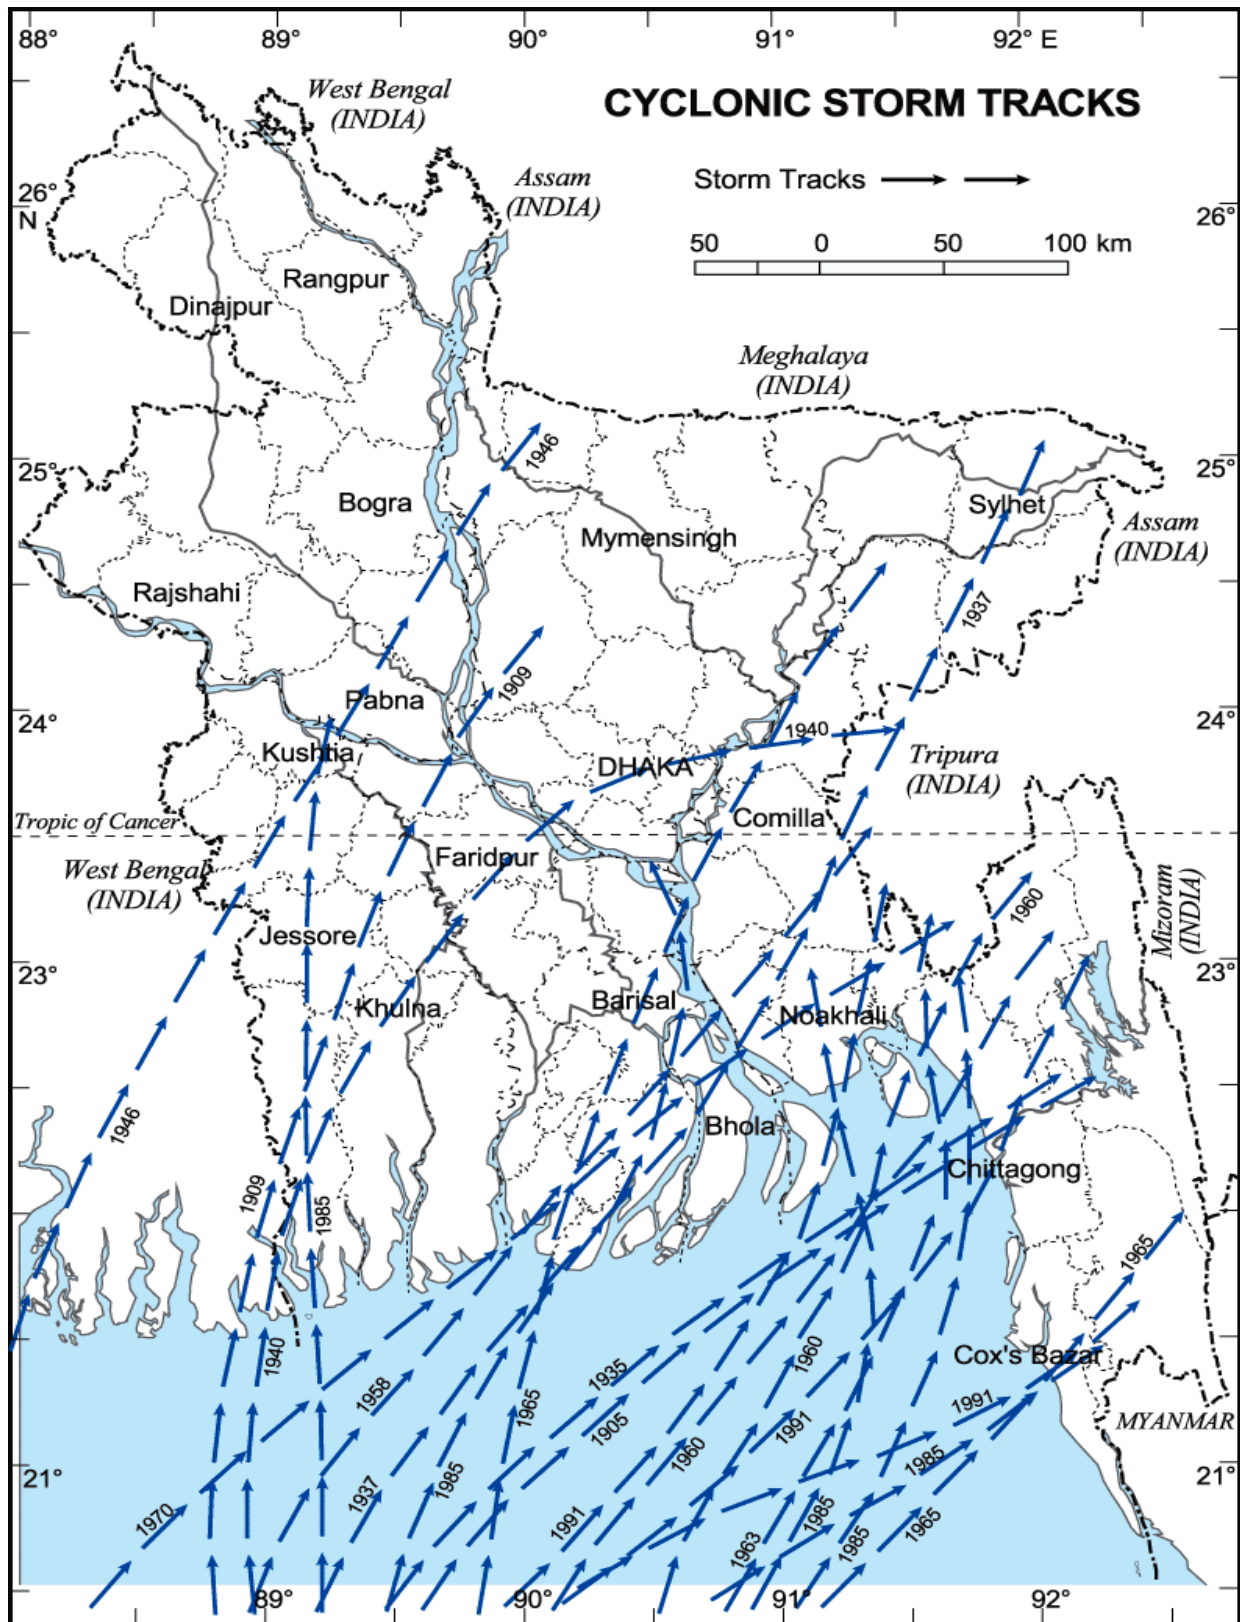 88°
89°
90°
91°
92° E
West Bengal
(INDIA)
CYCLONIC STORM TRACKS
Assam
(INDIA)
Storm Tracks
26°
N
26°
50 0 50 100 km
Rangpur
Dinajpur
Meghalaya
(INDIA)
1946
25°
25°
Bogra
Sylhet
Mymensingh
Assam
(INDIA)
Rajshahi
1937
1909
Pabna
24°
24°
1940
Kushtia
DHAKA
Tripura
(INDIA)
Tropic of Cancer
Comilla
West Bengal
(INDIA)
Faridpur
1960
Mizoram
(INDIA)
Jessore
23°
23°
Khulna
Barisal
Noakhali
1946
Bhola
Chittagong
1909
1985
1965
1940
1958
1935
1960
Cox's Bazar
1965
1905
1991
1991
MYANMAR
1960
21°
21°
1937
1985
1985
1970
1991
1963
1985
1985
1965
89°
90°
91°
92°